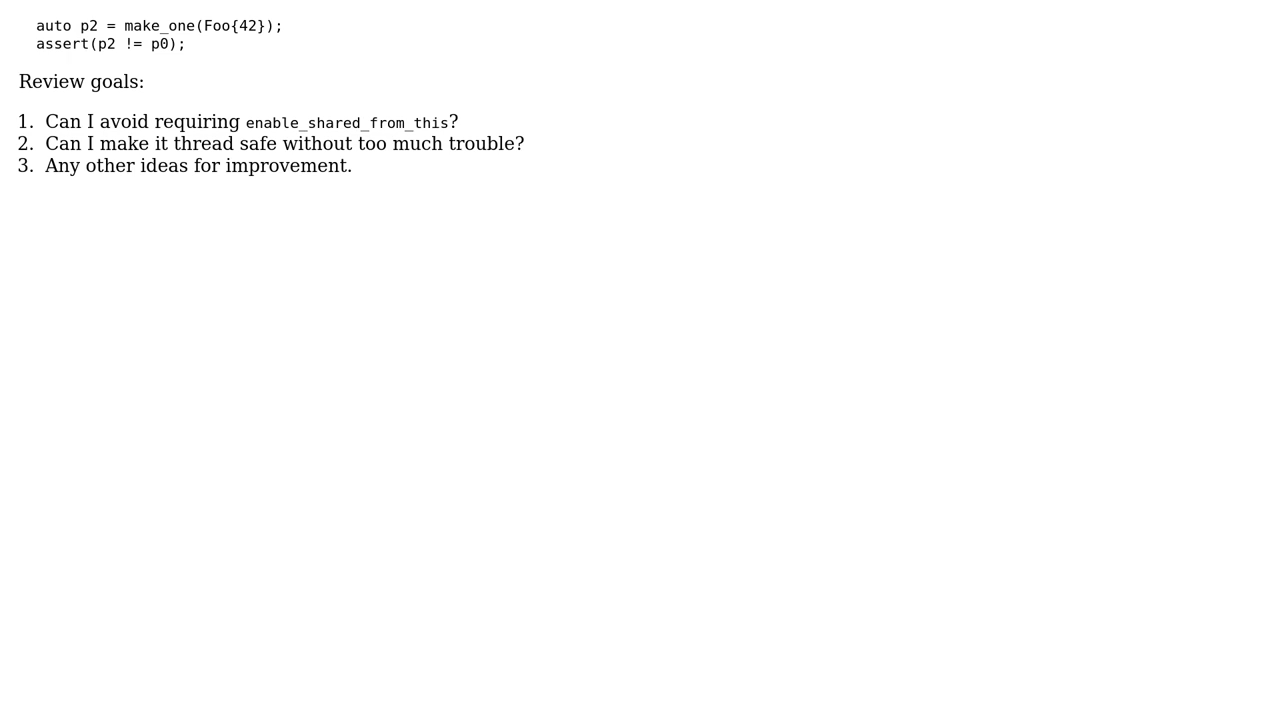 auto p2 = make_one(Foo{42});
assert(p2 != p0);
Review goals:
1. Can I avoid requiring enable_shared_from_this?
2. Can I make it thread safe without too much trouble?
3. Any other ideas for improvement.